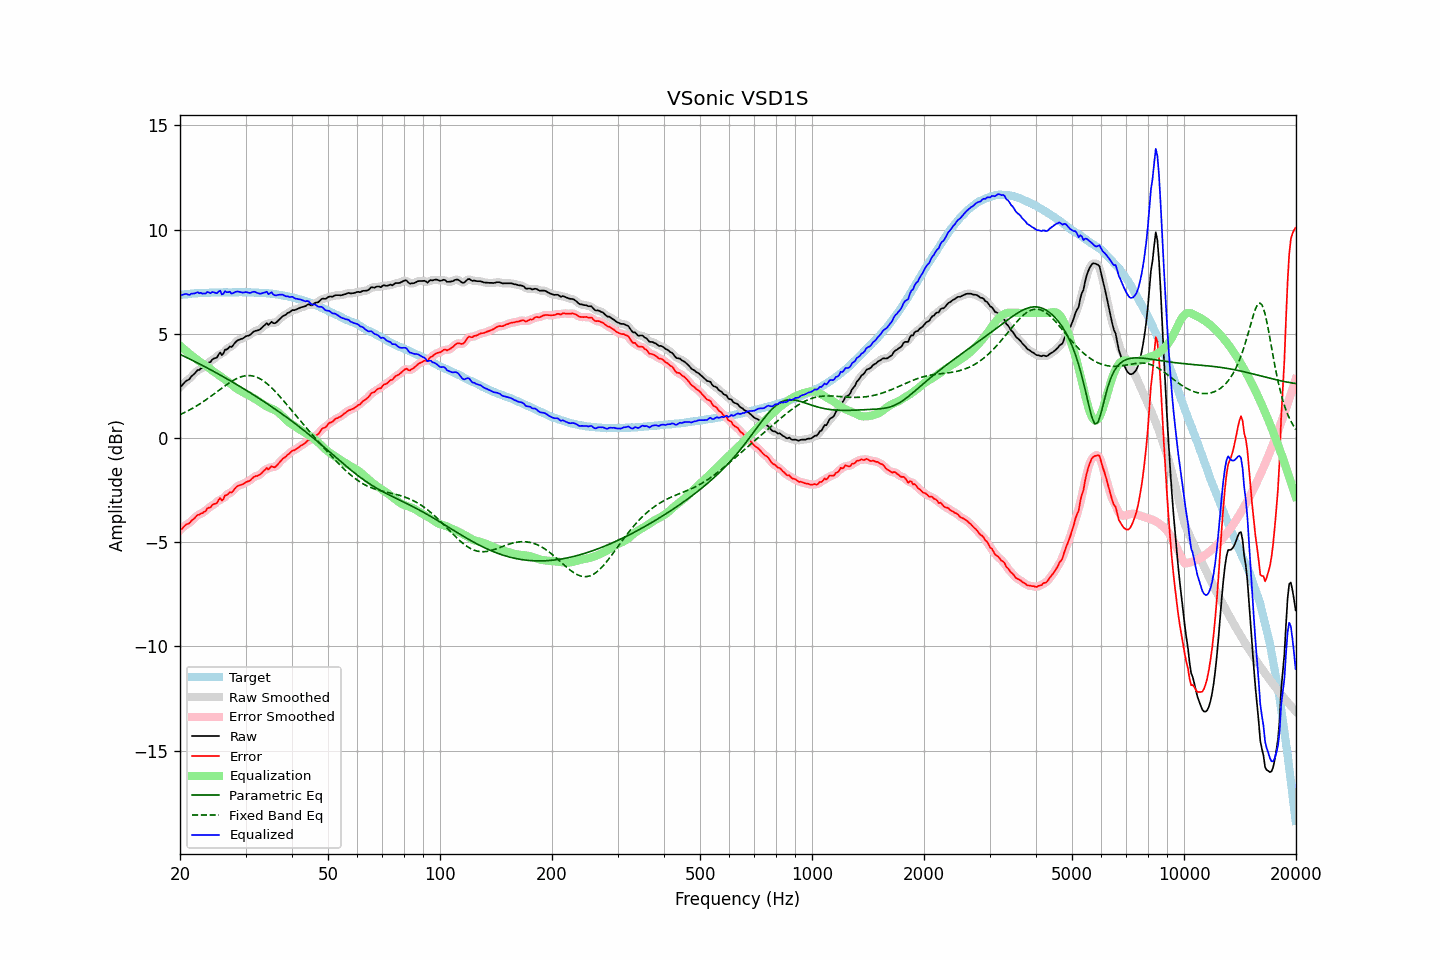 VSonic VSD1S
Amplitude (dBr)
15
10
5
0
−5
−10
−15
Target
Raw Smoothed
Error Smoothed
Raw
Error
Equalization
Parametric Eq
Fixed Band Eq
Equalized
20 50 100 200 500 1000 2000 5000 10000 20000
Frequency (Hz)